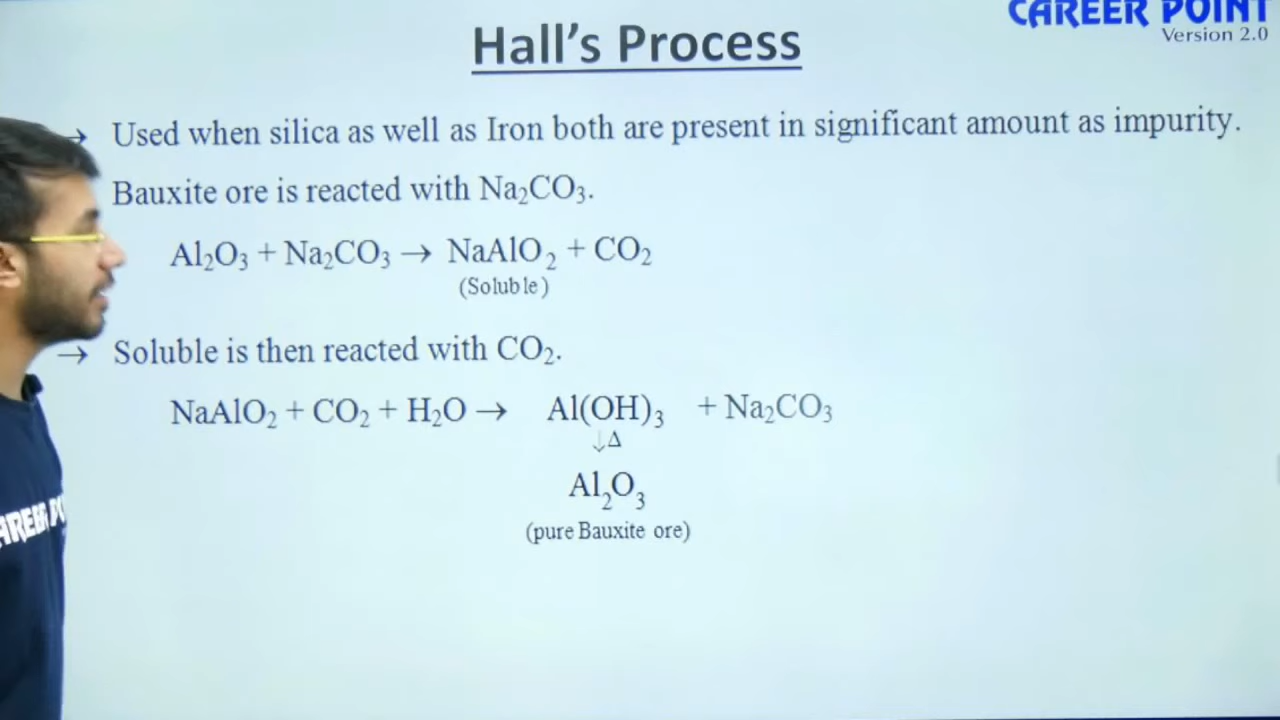 CAREER POINT
Version 2.0
Hall's Process
→ Used when silica as well as Iron both are present in significant amount as impurity.
Bauxite ore is reacted with Na₂CO₃.
Al₂O₃ + Na₂CO₃ → NaAlO₂ + CO₂
(Soluble)
→ Soluble is then reacted with CO₂.
NaAlO₂ + CO₂ + H₂O → Al(OH)₃ + Na₂CO₃
↓Δ
Al₂O₃
(pure Bauxite ore)